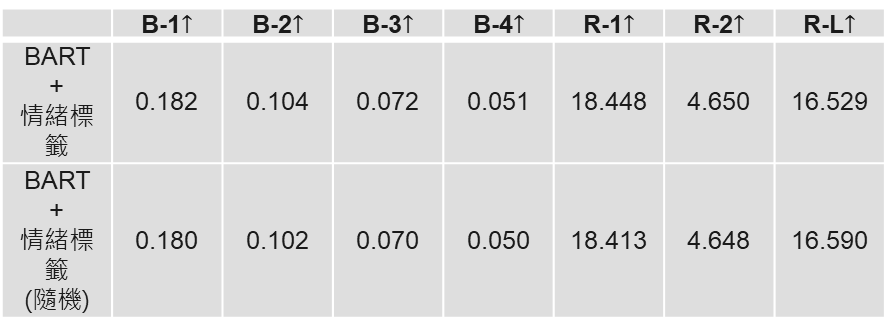 B-1↑ B-2↑ B-3↑ B-4↑ R-1↑ R-2↑ R-L↑
BART
+
情緒標
籤
0.182 0.104 0.072 0.051 18.448 4.650 16.529
BART
+
情緒標
籤
(隨機)
0.180 0.102 0.070 0.050 18.413 4.648 16.590